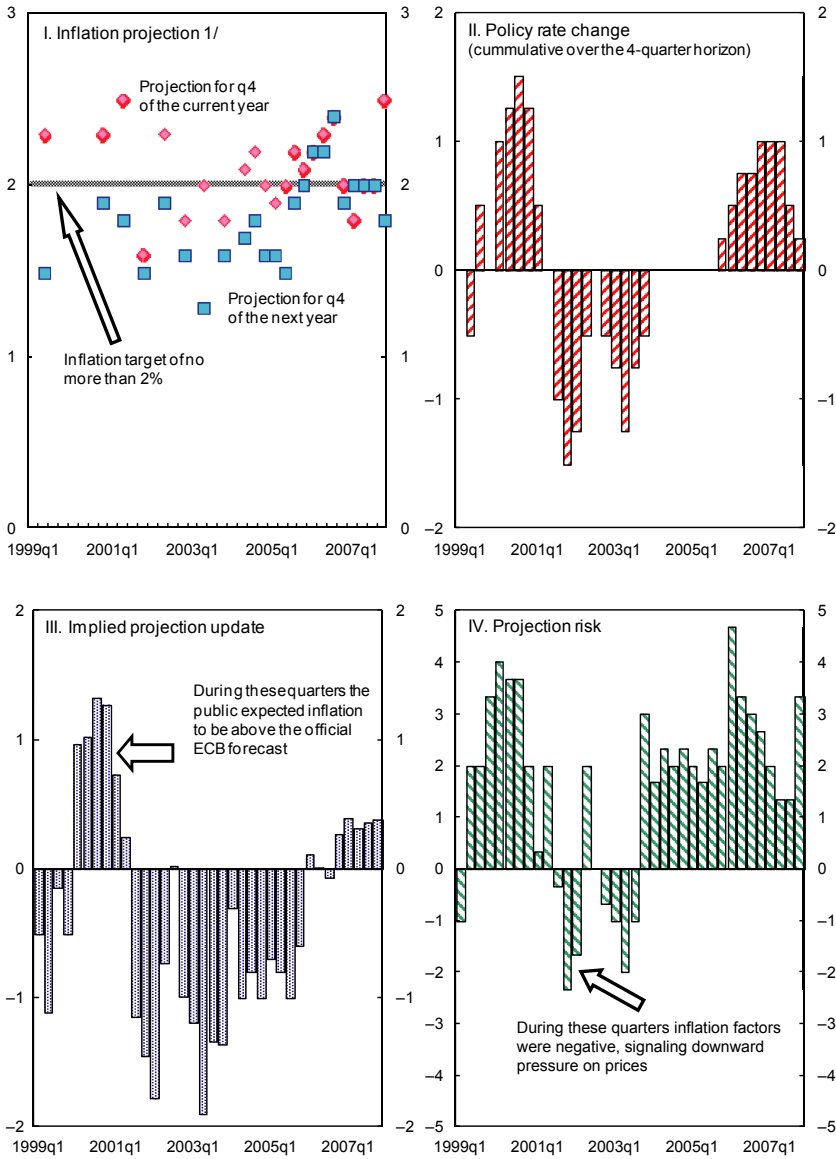 I. Inflation projection 1/
Projection for q4
of the current year
Projection for q4
of the next year
Inflation target of no
more than 2%
3
2
1
0
3
2
1
0
1999q1
2001q1
2003q1
2005q1
2007q1
II. Policy rate change
(cummulative over the 4-quarter horizon)
2
1
0
–1
–2
2
1
0
–1
–2
1999q1
2001q1
2003q1
2005q1
2007q1
III. Implied projection update
During these quarters the
public expected inflation
to be above the official
ECB forecast
2
1
0
–1
–2
2
1
0
–1
–2
1999q1
2001q1
2003q1
2005q1
2007q1
IV. Projection risk
During these quarters inflation factors
were negative, signaling downward
pressure on prices
5
4
3
2
1
0
–1
–2
–3
–4
–5
5
4
3
2
1
0
–1
–2
–3
–4
–5
1999q1
2001q1
2003q1
2005q1
2007q1